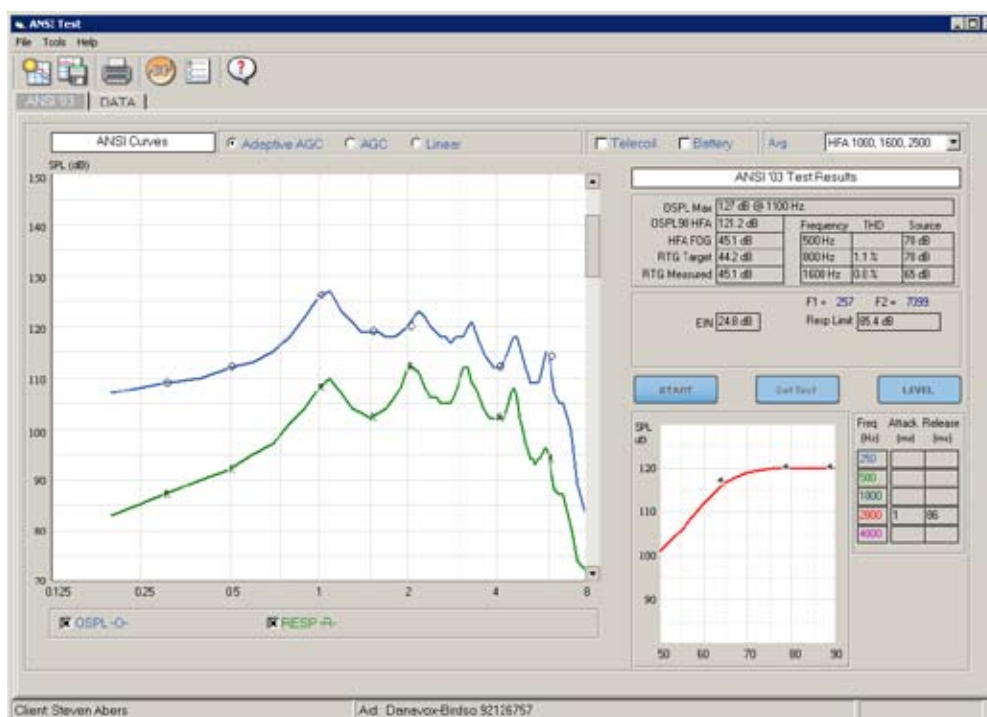 ANSI Test
File Tools Help
ANSI '03 DATA
ANSI Curves Adaptive AGC AGC Linear Telecoil Battery Avg HFA 1000, 1600, 2500
SPL (dB)
150
140
130
120
110
100
90
80
70
0.125 0.25 0.5 1 2 4 8
OSPL -O- RESP -R-
ANSI '03 Test Results
OSPL Max 127 dB @ 1100 Hz
OSPL90 HFA 121.2 dB
HFA FOG 45.1 dB
RTG Target 44.2 dB
RTG Measured 45.1 dB
Frequency THD Source
500 Hz 70 dB
800 Hz 1.1 % 70 dB
1600 Hz 0.8 % 65 dB
F1 = 257 F2 = 7399
EIN 24.8 dB Resp Limit 85.4 dB
START LEVEL
SPL
dB
120
110
100
90
50 60 70 80 90
Freq Attack Release
(Hz) (ms) (ms)
250
500
1000
2000 1 86
4000
Client Steven Abers Aid: Danavox-Birdso 92126757